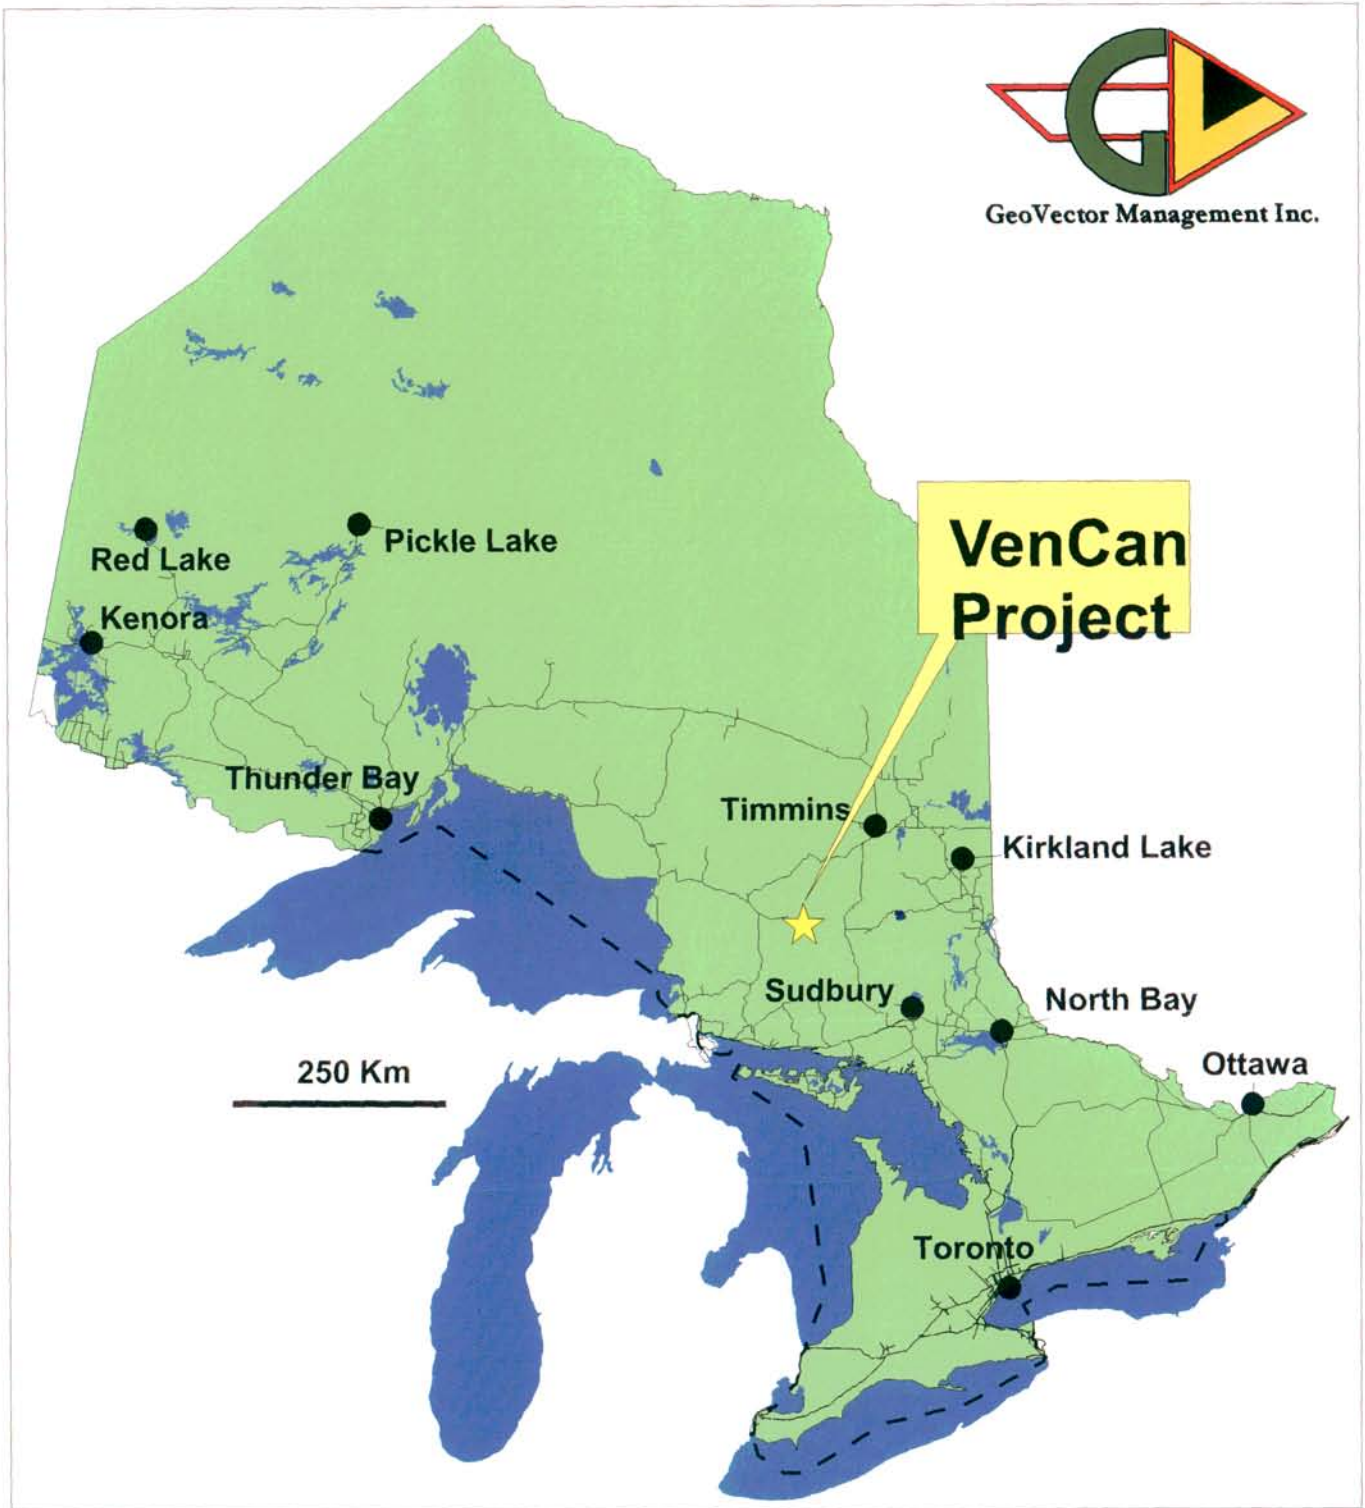 GeoVector Management Inc.
VenCan
Project
Pickle Lake
Red Lake
Kenora
Thunder Bay
Timmins
Kirkland Lake
Sudbury
North Bay
Ottawa
250 Km
Toronto